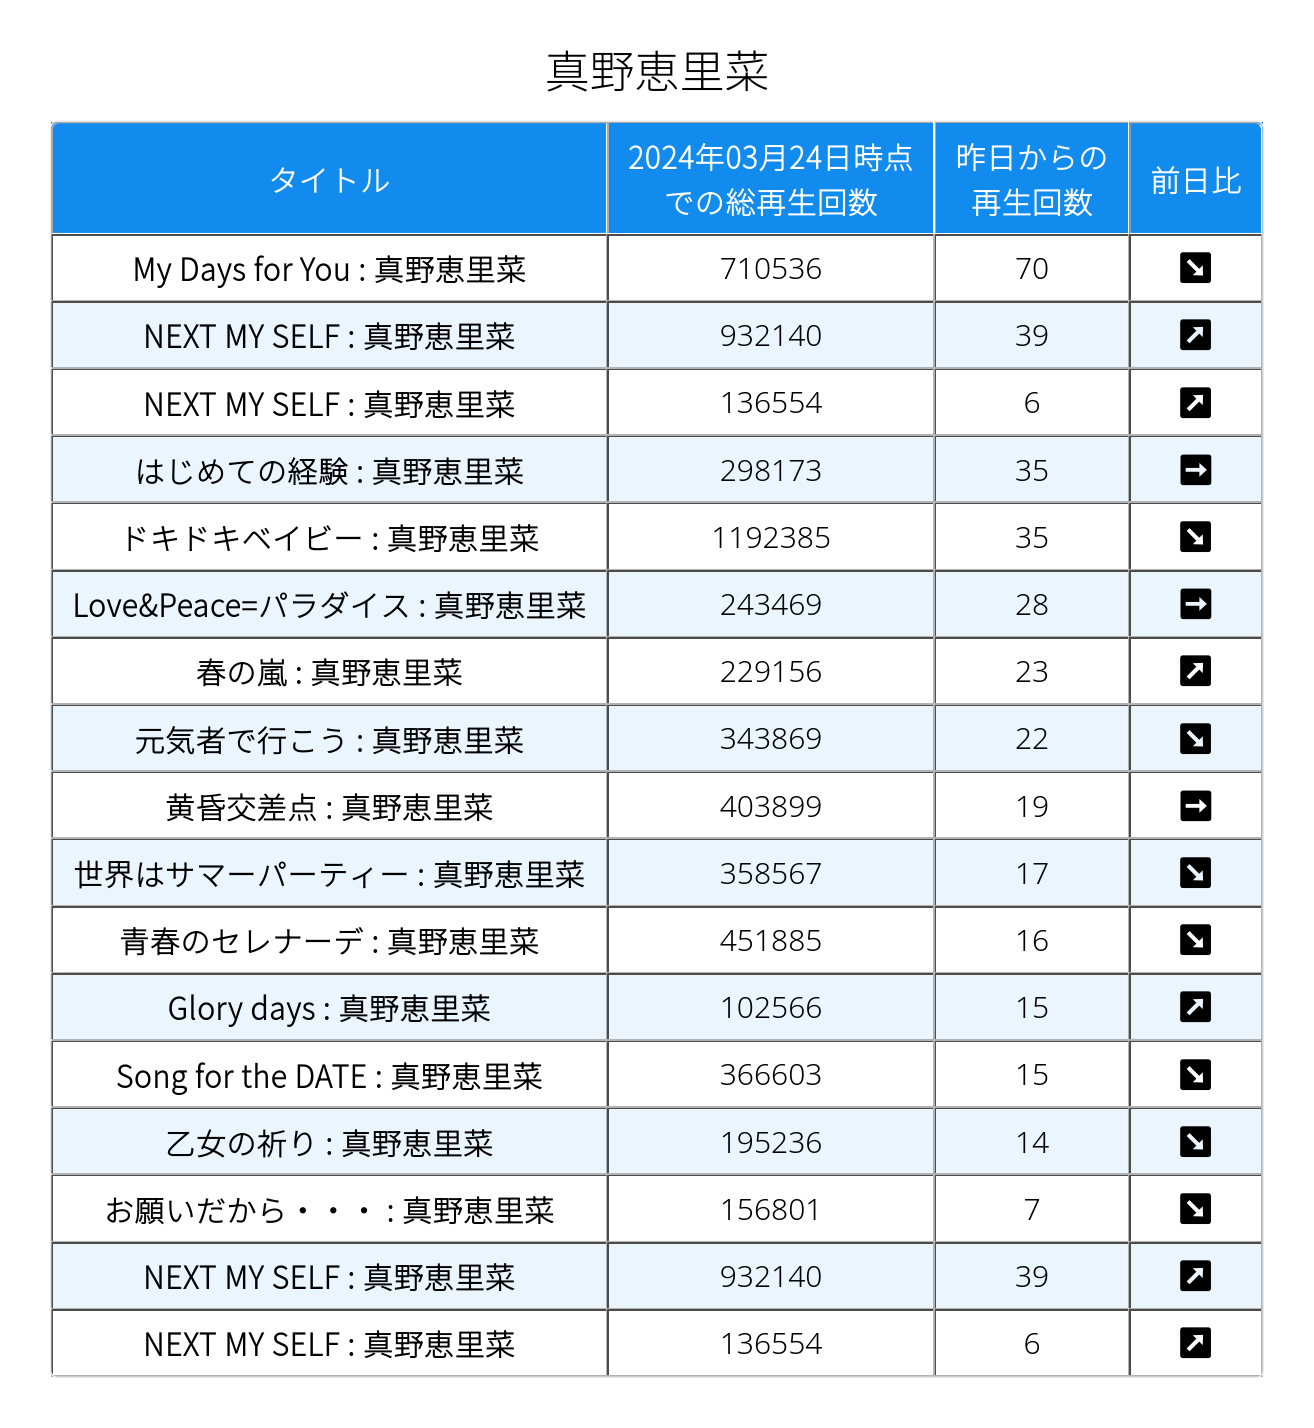 真野恵里菜
タイトル 2024年03月24日時点での総再生回数 昨日からの再生回数 前日比
My Days for You : 真野恵里菜 710536 70 ↘
NEXT MY SELF : 真野恵里菜 932140 39 ↗
NEXT MY SELF : 真野恵里菜 136554 6 ↗
はじめての経験 : 真野恵里菜 298173 35 →
ドキドキベイビー : 真野恵里菜 1192385 35 ↘
Love&Peace=パラダイス : 真野恵里菜 243469 28 →
春の嵐 : 真野恵里菜 229156 23 ↗
元気者で行こう : 真野恵里菜 343869 22 ↘
黄昏交差点 : 真野恵里菜 403899 19 →
世界はサマーパーティー : 真野恵里菜 358567 17 ↘
青春のセレナーデ : 真野恵里菜 451885 16 ↘
Glory days : 真野恵里菜 102566 15 ↗
Song for the DATE : 真野恵里菜 366603 15 ↘
乙女の祈り : 真野恵里菜 195236 14 ↘
お願いだから・・・ : 真野恵里菜 156801 7 ↘
NEXT MY SELF : 真野恵里菜 932140 39 ↗
NEXT MY SELF : 真野恵里菜 136554 6 ↗